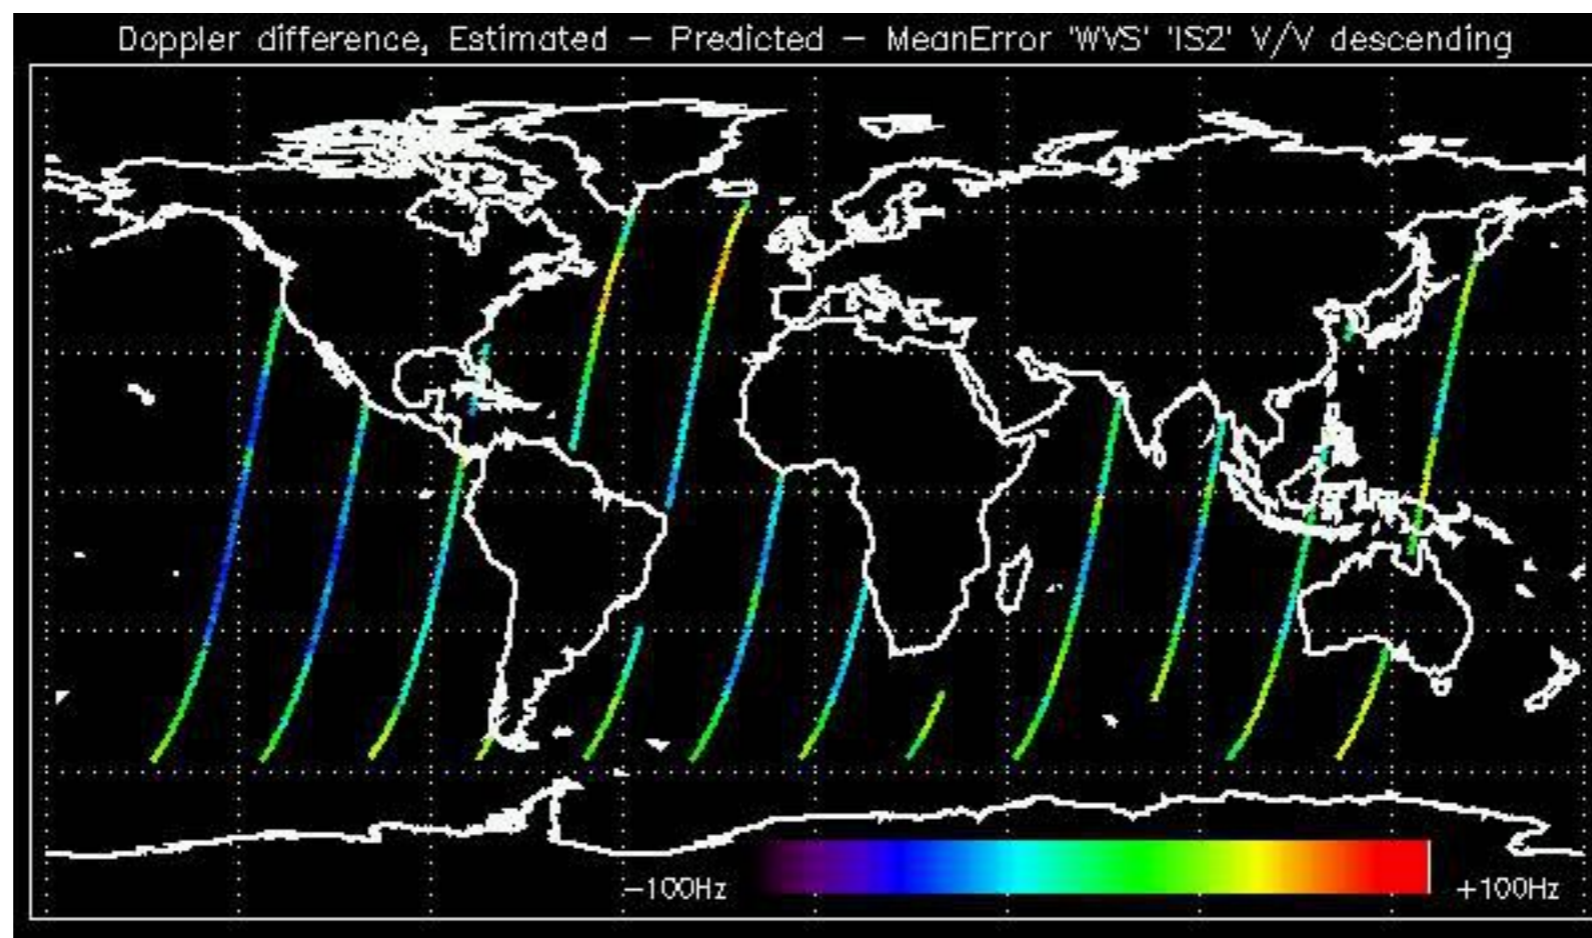 Doppler difference, Estimated - Predicted - MeanError 'WVS' 'IS2' V/V descending
-100Hz
+100Hz